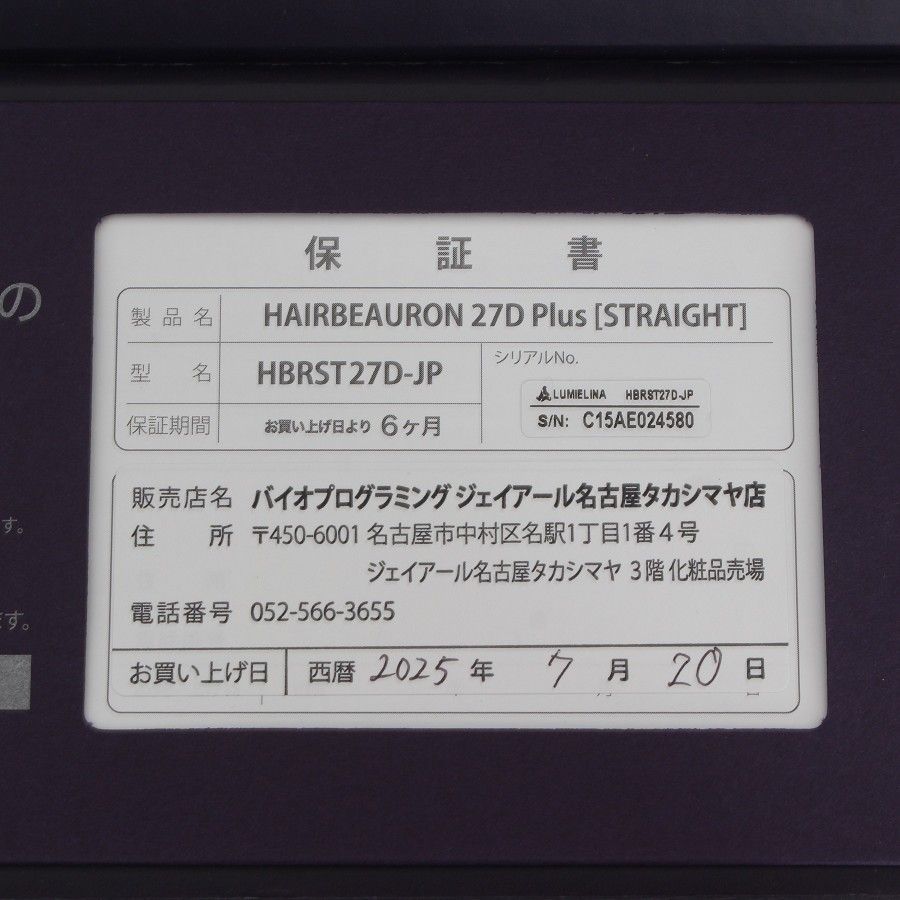 保証書
製品名 HAIRBEAURON 27D Plus [STRAIGHT]
の
型名 HBRST27D-JP シリアルNo.
LUMIELINA HBRST27D-JP
S/N: C15AE024580
保証期間 お買い上げ日より 6ヶ月
販売店名 バイオプログラミング ジェイアール名古屋タカシマヤ店
す。
住所 〒450-6001 名古屋市中村区名駅1丁目1番4号
ジェイアール名古屋タカシマヤ 3階 化粧品売場
電話番号 052-566-3655
ます。
お買い上げ日 西暦 2025 年 7 月 20 日